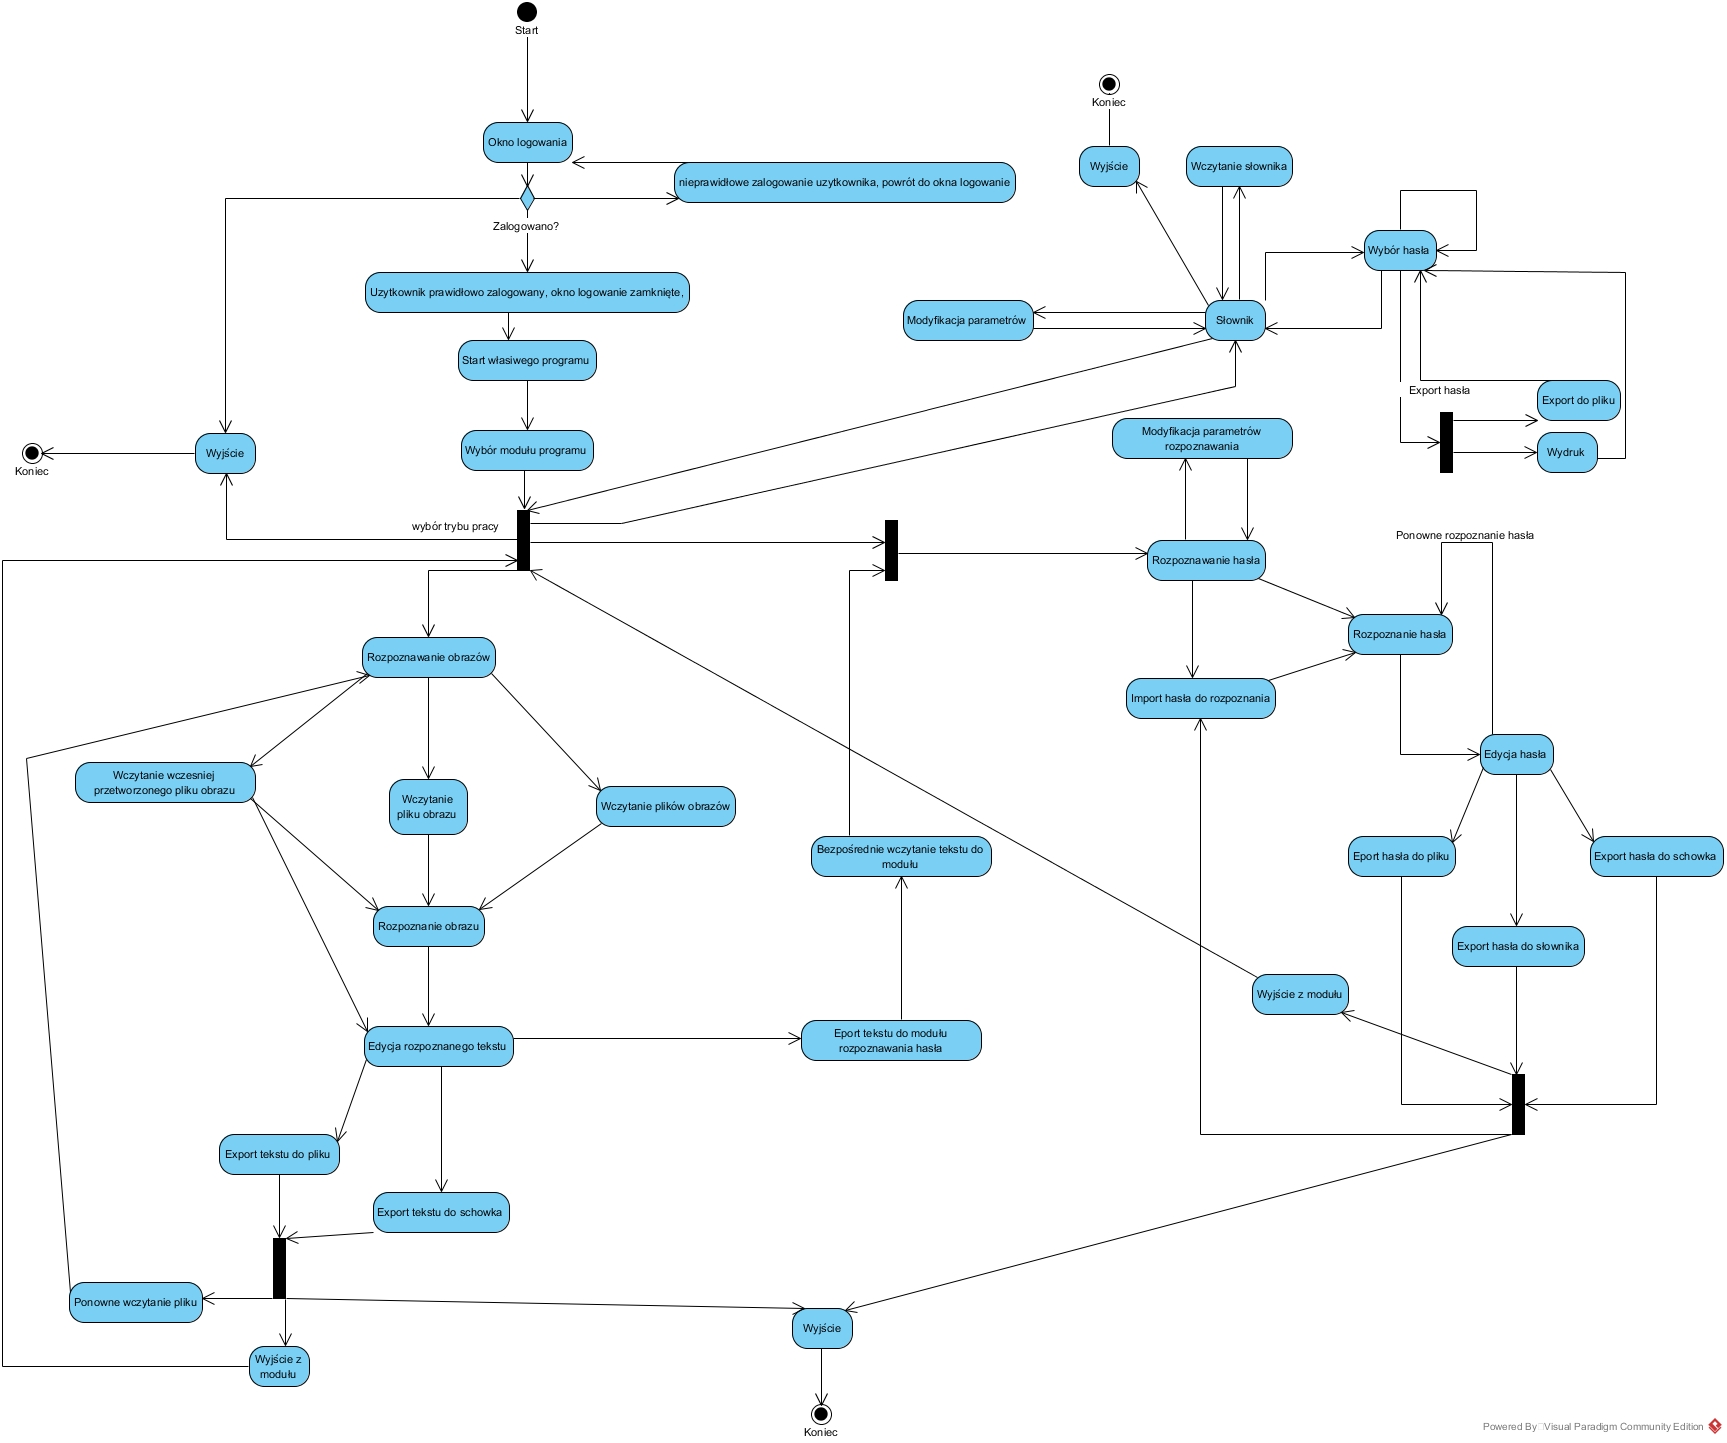 Start
Koniec
Okno logowania
Wyjście
Wczytanie słownika
nieprawidłowe zalogowanie uzytkownika, powrót do okna logowanie
Zalogowano?
Wybór hasła
Uzytkownik prawidłowo zalogowany, okno logowanie zamknięte,
Modyfikacja parametrów
Słownik
Start własiwego programu
Export hasła
Export do pliku
Modyfikacja parametrów
rozpoznawania
Wybór modułu programu
Wyjście
Wydruk
Koniec
wybór trybu pracy
Ponowne rozpoznanie hasła
Rozpoznawanie hasła
Rozpoznanie hasła
Rozpoznawanie obrazów
Import hasła do rozpoznania
Edycja hasła
Wczytanie wczesniej
przetworzonego pliku obrazu
Wczytanie
pliku obrazu
Wczytanie plików obrazów
Bezpośrednie wczytanie tekstu do
modułu
Eport hasła do pliku
Export hasła do schowka
Rozpoznanie obrazu
Export hasła do słownika
Wyjście z modułu
Edycja rozpoznanego tekstu
Eport tekstu do modułu
rozpoznawania hasła
Export tekstu do pliku
Export tekstu do schowka
Ponowne wczytanie pliku
Wyjście
Wyjście z
modułu
Koniec
Powered By Visual Paradigm Community Edition